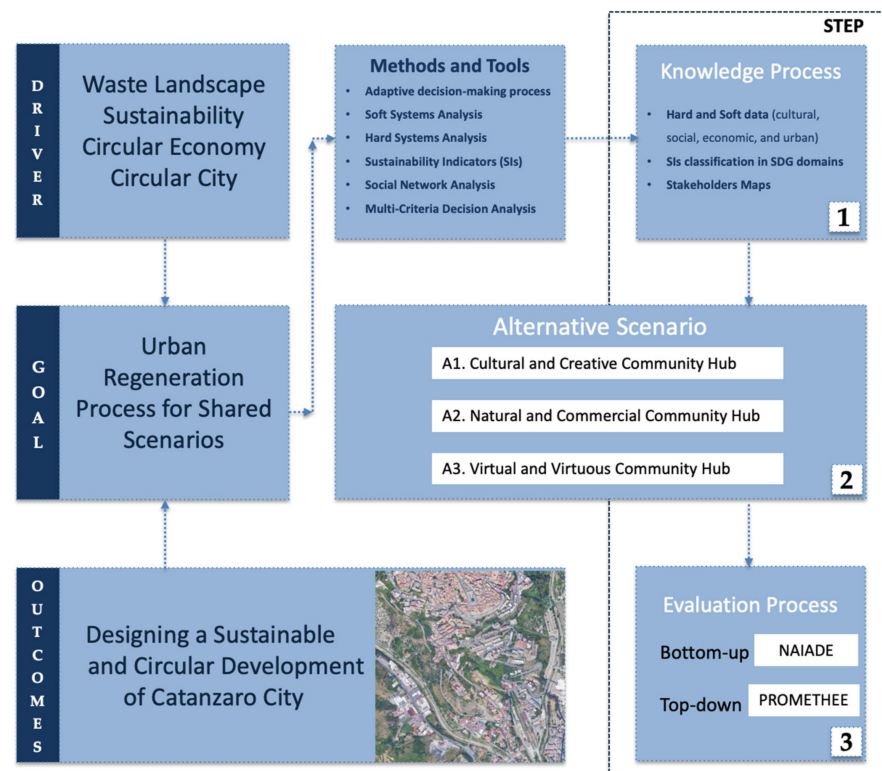 DRIVER
Waste Landscape
Sustainability
Circular Economy
Circular City
Methods and Tools
• Adaptive decision-making process
• Soft Systems Analysis
• Hard Systems Analysis
• Sustainability Indicators (SIs)
• Social Network Analysis
• Multi-Criteria Decision Analysis
STEP
Knowledge Process
• Hard and Soft data (cultural,
social, economic, and urban)
• SIs classification in SDG domains
• Stakeholders Maps
1
GOAL
Urban
Regeneration
Process for Shared
Scenarios
Alternative Scenario
A1. Cultural and Creative Community Hub
A2. Natural and Commercial Community Hub
A3. Virtual and Virtuous Community Hub
2
OUTCOMES
Designing a Sustainable
and Circular Development
of Catanzaro City
Evaluation Process
Bottom-up NAIADE
Top-down PROMETHEE
3